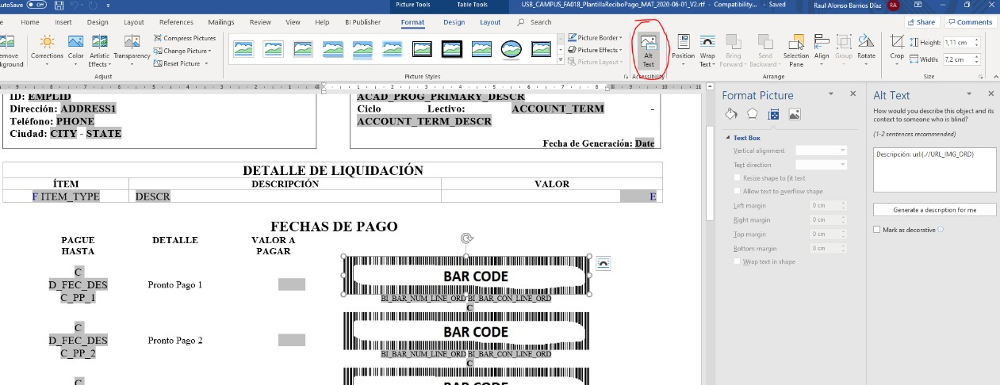 AutoSave Off
Picture Tools Table Tools
USB_CAMPUS_FA018_PlantillaReciboPago_MAT_2020-06-01_V2.rtf - Compatibility... - Saved
Raul Alonso Barrios Díaz RA
Home Insert Design Layout References Mailings Review View Help BI Publisher Format Design Layout Search Share Comments
Corrections Color Artistic Effects Transparency
Compress Pictures
Change Picture
Reset Picture
Adjust
Picture Styles
Picture Border
Picture Effects
Picture Layout
Alt Text
Accessibility
Position Wrap Text Bring Forward Send Backward Selection Pane Align Group Rotate
Arrange
Crop
Height: 1,11 cm
Width: 7,2 cm
Size
ID: EMPLID
Dirección: ADDRESS1
Teléfono: PHONE
Ciudad: CITY - STATE
ACAD_PROG_PRIMARY_DESCR
Ciclo Lectivo: ACCOUNT_TERM -
ACCOUNT_TERM_DESCR
Fecha de Generación: Date
DETALLE DE LIQUIDACIÓN
ÍTEM DESCRIPCIÓN VALOR
F ITEM_TYPE DESCR E
FECHAS DE PAGO
PAGUE HASTA DETALLE VALOR A PAGAR
C
D_FEC_DES
C_PP_1
Pronto Pago 1
BAR CODE
BI_BAR_NUM_LINE_ORD BI_BAR_CON_LINE_ORD
C
C
D_FEC_DES
C_PP_2
Pronto Pago 2
BAR CODE
BI_BAR_NUM_LINE_ORD BI_BAR_CON_LINE_ORD
C
C
BAR CODE
Format Picture
Text Box
Vertical alignment
Text direction
Resize shape to fit text
Allow text to overflow shape
Left margin 0 cm
Right margin 0 cm
Top margin 0 cm
Bottom margin 0 cm
Wrap text in shape
Alt Text
How would you describe this object and its
context to someone who is blind?
(1-2 sentences recommended)
Descripción: url:{.//URL_IMG_ORD}
Generate a description for me
Mark as decorative